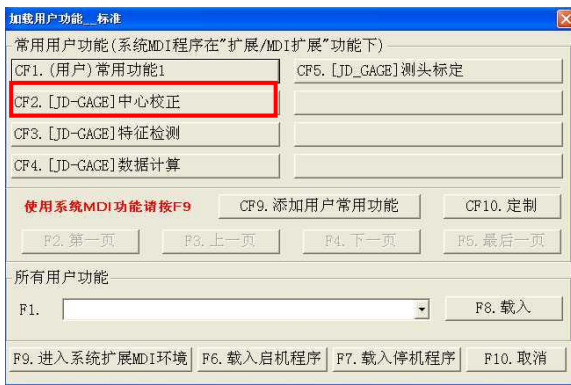 加载用户功能__标准
常用用户功能(系统MDI程序在"扩展/MDI扩展"功能下)
CF1.(用户)常用功能1 CF5.[JD_GAGE]测头标定
CF2.[JD-GAGE]中心校正
CF3.[JD-GAGE]特征检测
CF4.[JD-GAGE]数据计算
使用系统MDI功能请按F9 CF9.添加用户常用功能 CF10.定制
F2.第一页 F3.上一页 F4.下一页 F5.最后一页
所有用户功能
F1. F8.载入
F9.进入系统扩展MDI环境 F6.载入启机程序 F7.载入停机程序 F10.取消